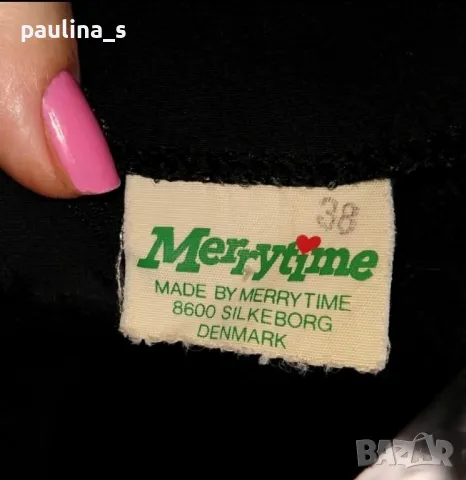 paulina_s
38
Merrytime
MADE BY MERRYTIME
8600 SILKEBORG
DENMARK
BAZAR